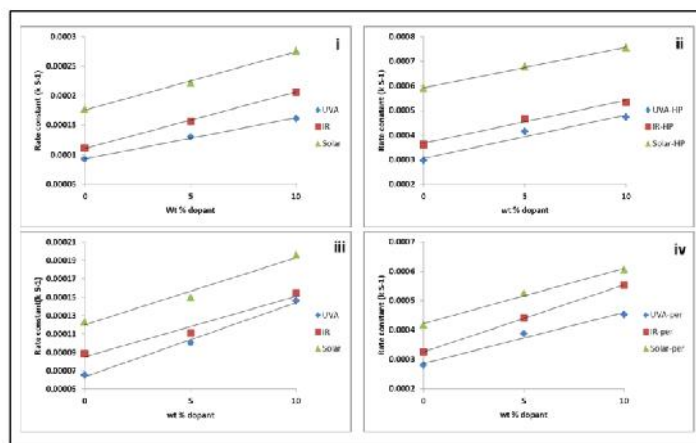 i
Rate constant (k S-1)
0.0003
0.00025
0.0002
0.00015
0.0001
0.00005
0
5
10
Wt % dopant
UVA
IR
Solar
ii
Rate constant (k S-1)
0.0008
0.0007
0.0006
0.0005
0.0004
0.0003
0.0002
0
5
10
wt % dopant
UVA-HP
IR-HP
Solar-HP
iii
Rate constant(k S-1)
0.00021
0.00019
0.00017
0.00015
0.00013
0.00011
0.00009
0.00007
0.00005
0
5
10
wt % dopant
UVA
IR
Solar
iv
Rate constant (k S-1)
0.0007
0.0006
0.0005
0.0004
0.0003
0.0002
0
5
10
wt % dopant
UVA-per
IR-per
Solar-per